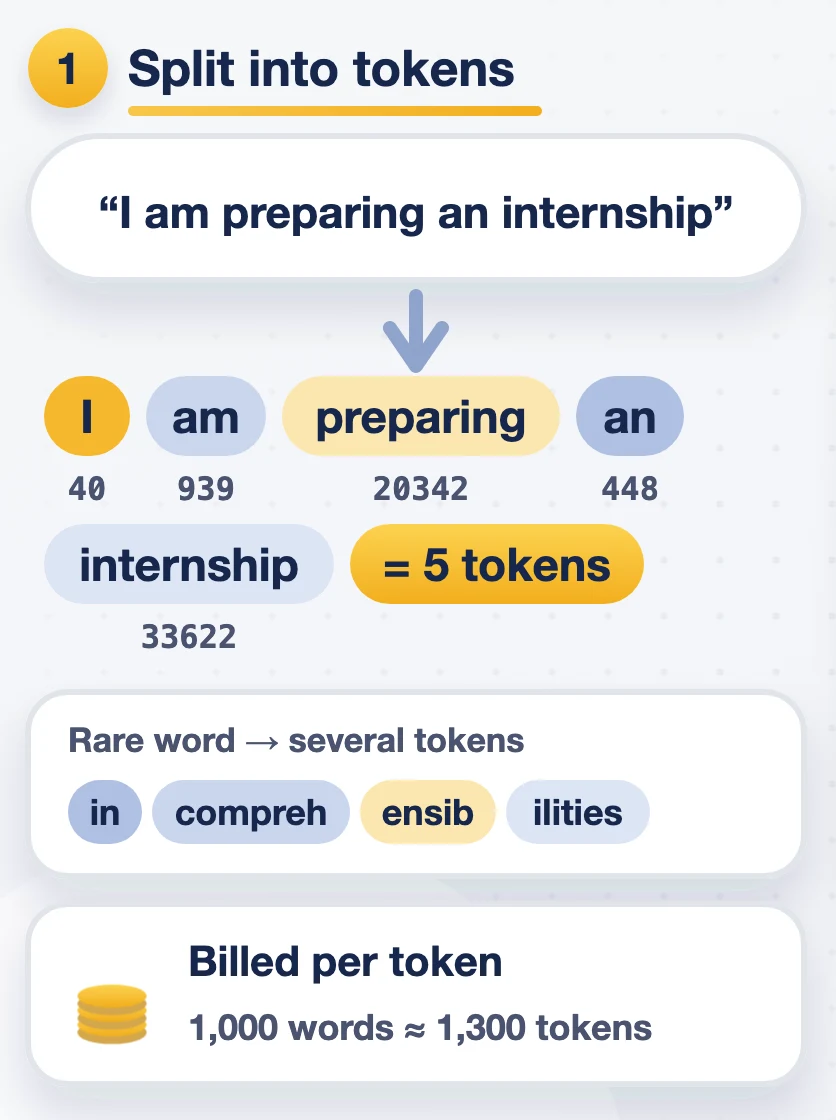 1 Split into tokens
“I am preparing an internship”
I am preparing an
40 939 20342 448
internship = 5 tokens
33622
Rare word → several tokens
in compreh ensib ilities
Billed per token
1,000 words ≈ 1,300 tokens